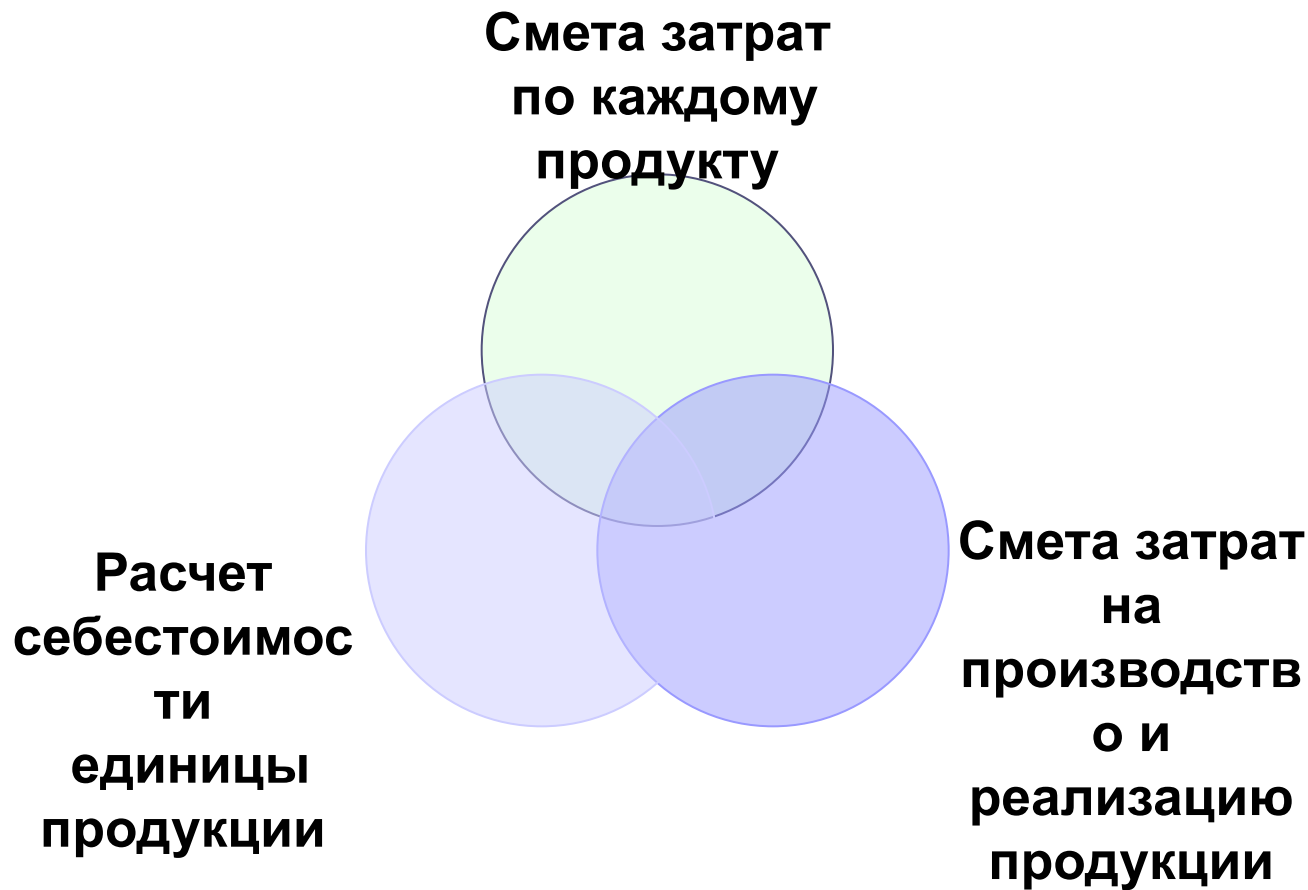 Смета затрат
по каждому
продукту
Расчет
себестоимос
ти
единицы
продукции
Смета затрат
на
производств
о и
реализацию
продукции